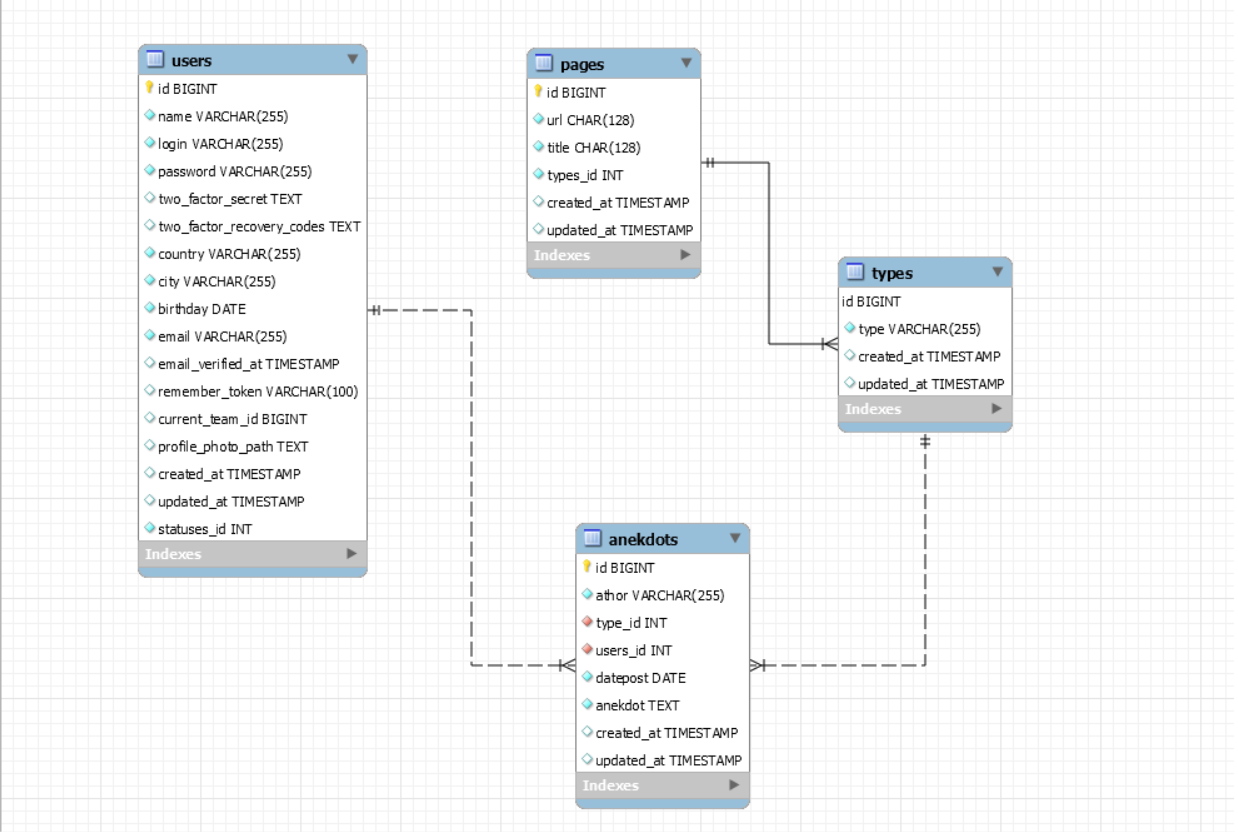 users
id BIGINT
name VARCHAR(255)
login VARCHAR(255)
password VARCHAR(255)
two_factor_secret TEXT
two_factor_recovery_codes TEXT
country VARCHAR(255)
city VARCHAR(255)
birthday DATE
email VARCHAR(255)
email_verified_at TIMESTAMP
remember_token VARCHAR(100)
current_team_id BIGINT
profile_photo_path TEXT
created_at TIMESTAMP
updated_at TIMESTAMP
statuses_id INT
Indexes
pages
id BIGINT
url CHAR(128)
title CHAR(128)
types_id INT
created_at TIMESTAMP
updated_at TIMESTAMP
Indexes
types
id BIGINT
type VARCHAR(255)
created_at TIMESTAMP
updated_at TIMESTAMP
Indexes
anekdots
id BIGINT
athor VARCHAR(255)
type_id INT
users_id INT
datepost DATE
anekdot TEXT
created_at TIMESTAMP
updated_at TIMESTAMP
Indexes